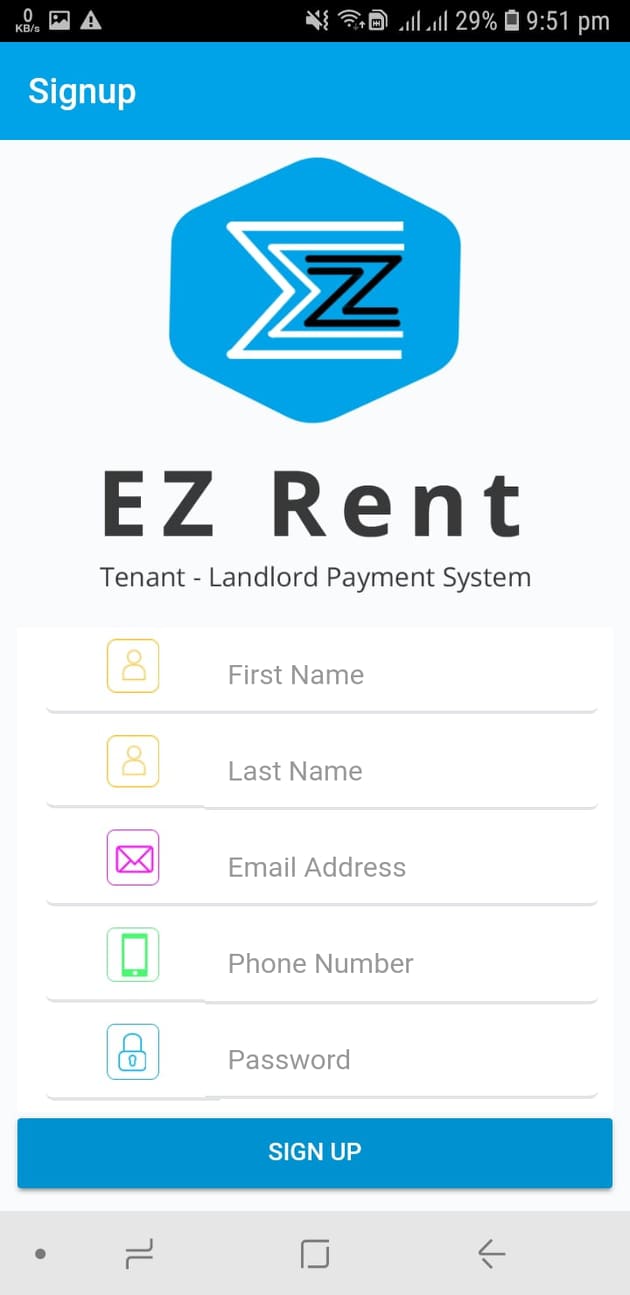 0
KB/s
29% 9:51 pm
Signup
EZ
EZ Rent
Tenant - Landlord Payment System
First Name
Last Name
Email Address
Phone Number
Password
SIGN UP